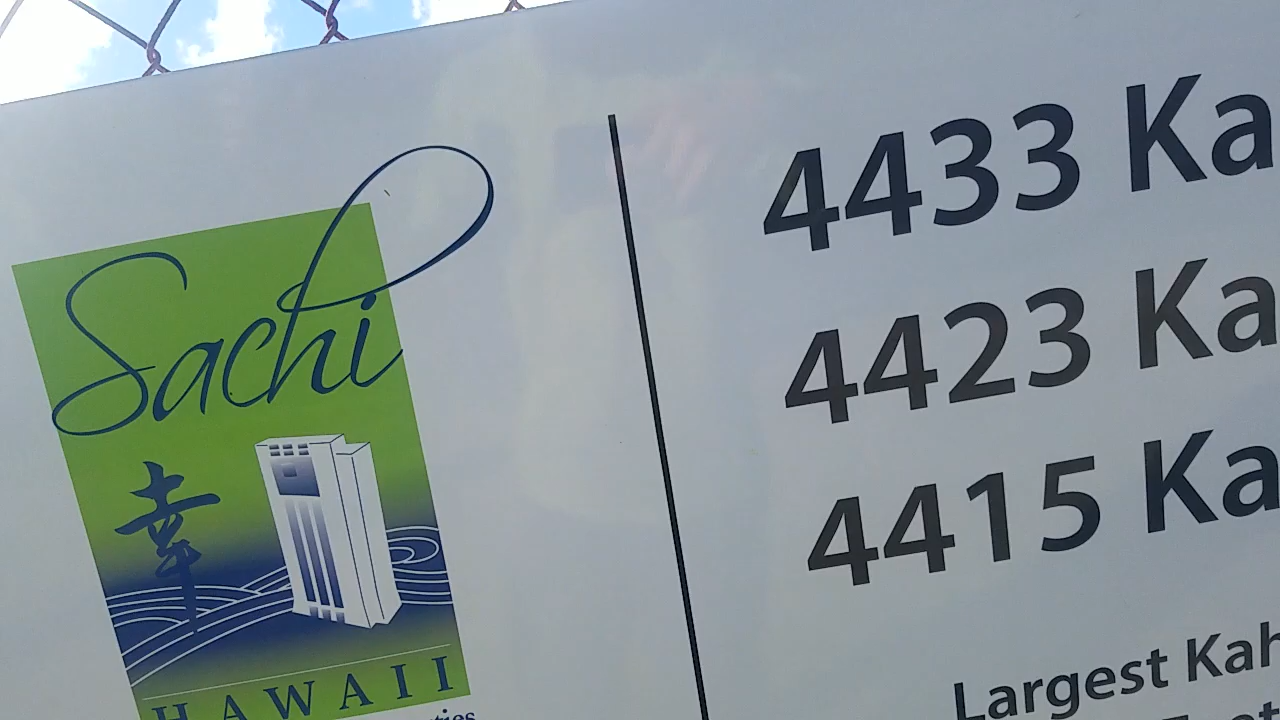 Sachi
幸
HAWAII
4433 Ka
4423 Ka
4415 Ka
Largest Kah